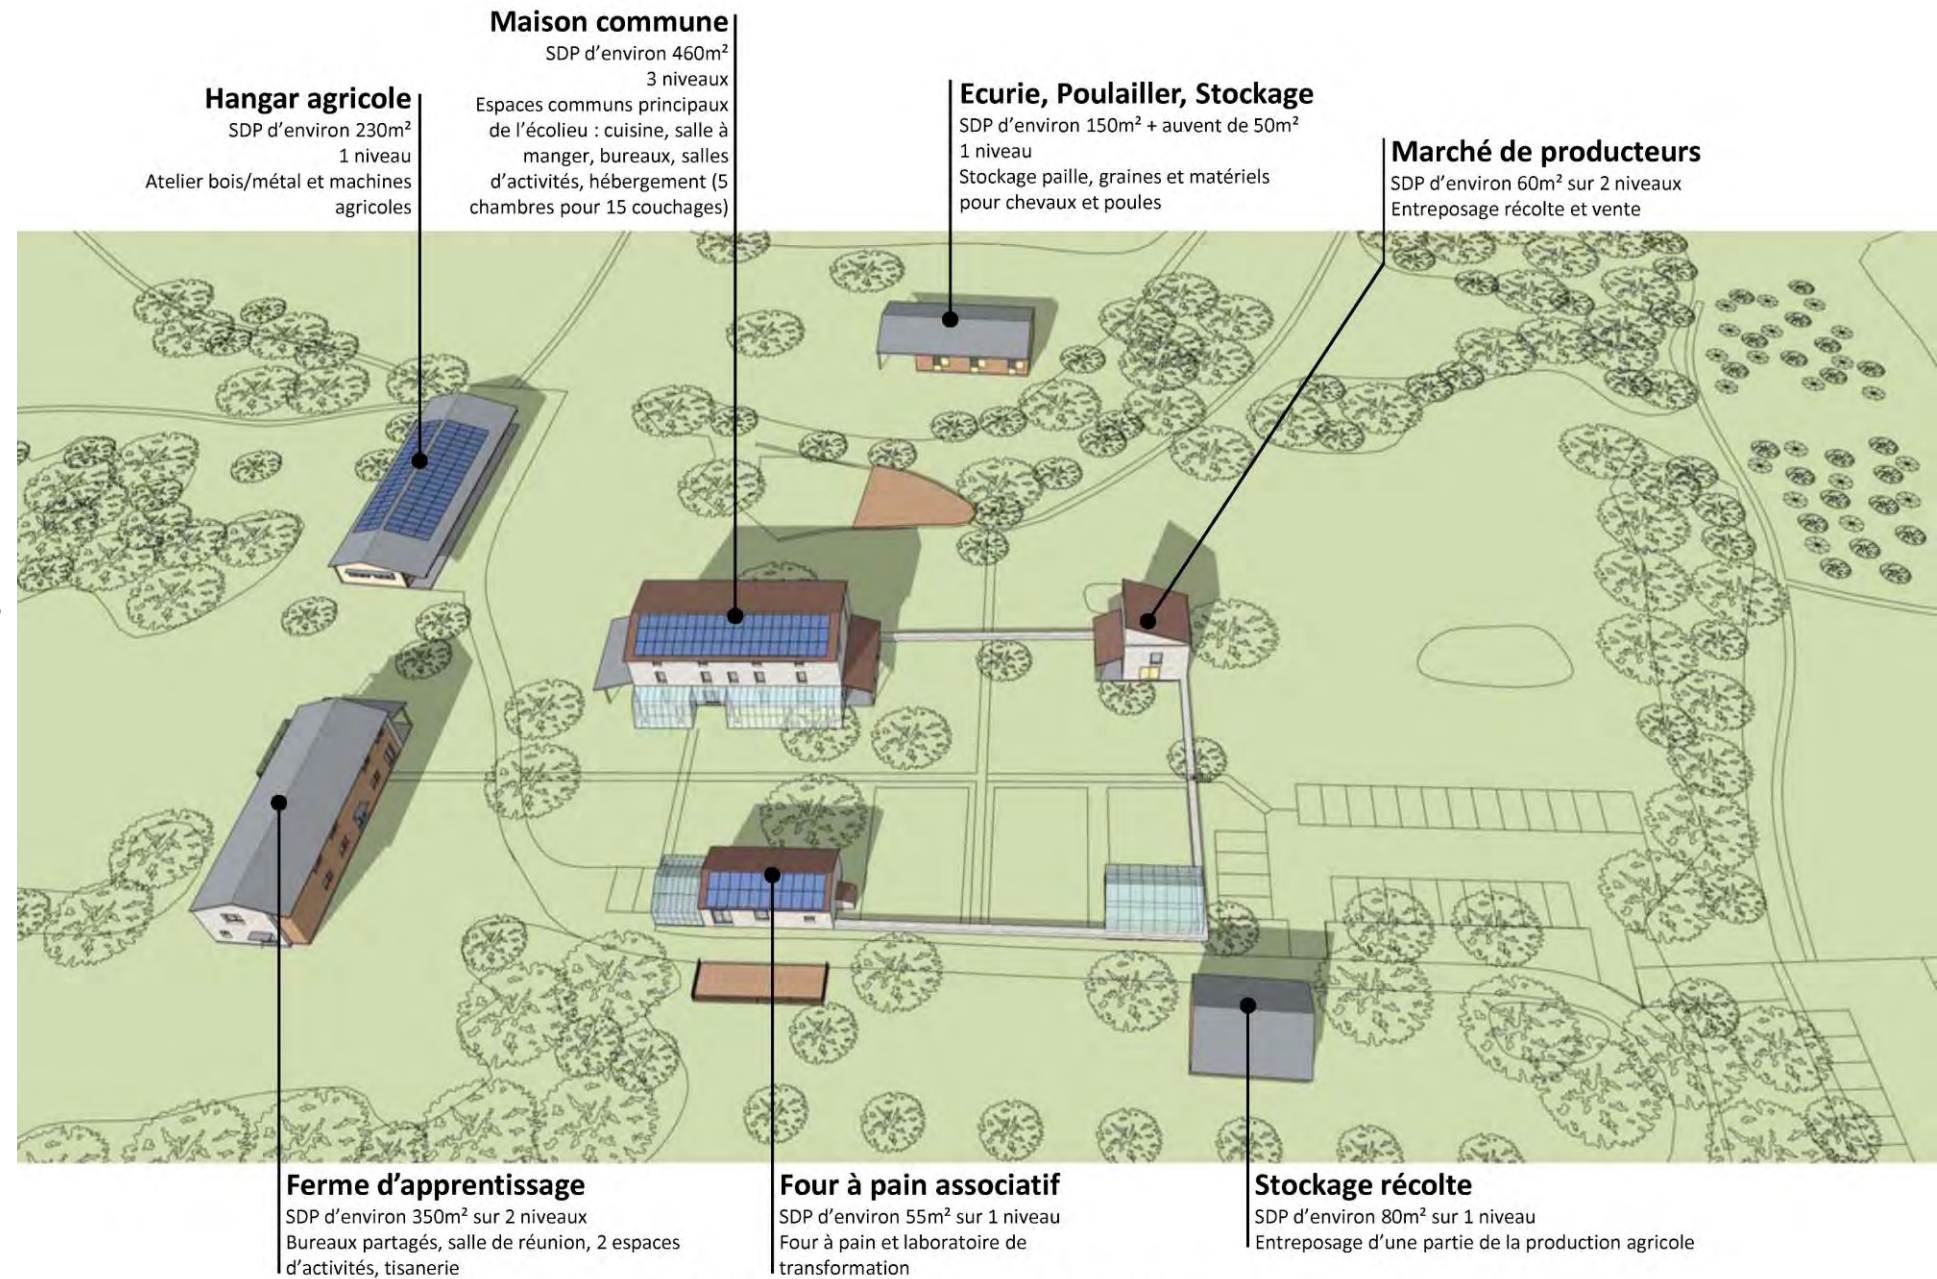 Maison commune
SDP d'environ 460m²
3 niveaux
Espaces communs principaux
de l'écolieu : cuisine, salle à
manger, bureaux, salles
d'activités, hébergement (5
chambres pour 15 couchages)
Hangar agricole
SDP d'environ 230m²
1 niveau
Atelier bois/métal et machines
agricoles
Ecurie, Poulailler, Stockage
SDP d'environ 150m² + auvent de 50m²
1 niveau
Stockage paille, graines et matériels
pour chevaux et poules
Marché de producteurs
SDP d'environ 60m² sur 2 niveaux
Entreposage récolte et vente
Ferme d'apprentissage
SDP d'environ 350m² sur 2 niveaux
Bureaux partagés, salle de réunion, 2 espaces
d'activités, tisanerie
Four à pain associatif
SDP d'environ 55m² sur 1 niveau
Four à pain et laboratoire de
transformation
Stockage récolte
SDP d'environ 80m² sur 1 niveau
Entreposage d'une partie de la production agricole